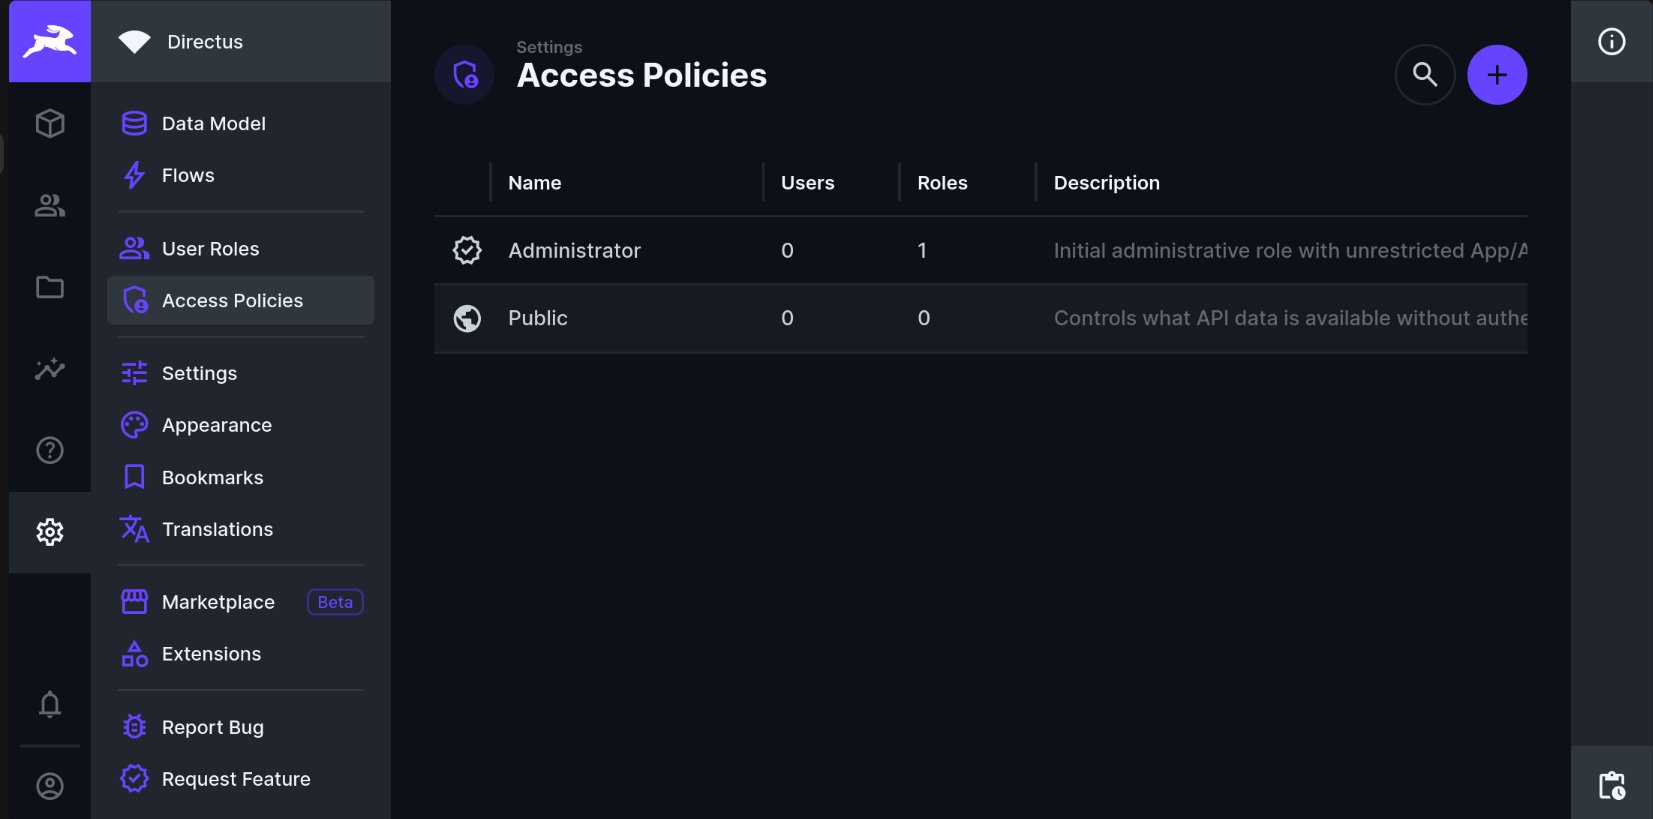 Directus
Data Model
Flows
User Roles
Access Policies
Settings
Appearance
Bookmarks
Translations
Marketplace Beta
Extensions
Report Bug
Request Feature
Settings
Access Policies
Name Users Roles Description
Administrator 0 1 Initial administrative role with unrestricted App/A
Public 0 0 Controls what API data is available without authe